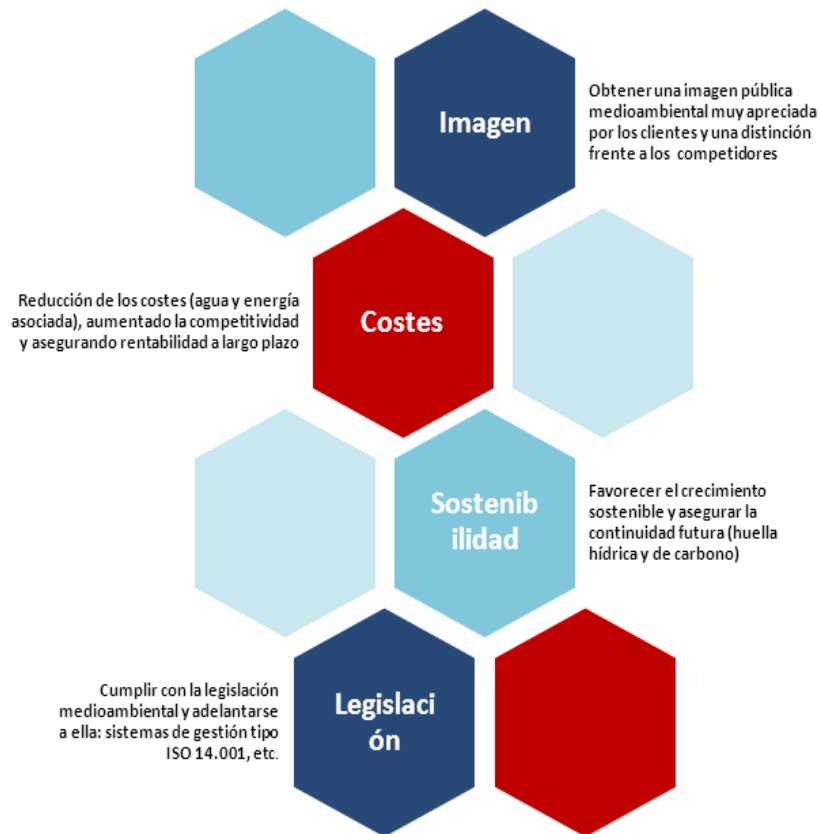 Imagen
Obtener una imagen pública
medioambiental muy apreciada
por los clientes y una distinción
frente a los competidores
Reducción de los costes (agua y energía
asociada), aumentado la competitividad
y asegurando rentabilidad a largo plazo
Costes
Sostenib
ilidad
Favorecer el crecimiento
sostenible y asegurar la
continuidad futura (huella
hídrica y de carbono)
Cumplir con la legislación
medioambiental y adelantarse
a ella: sistemas de gestión tipo
ISO 14.001, etc.
Legislaci
ón